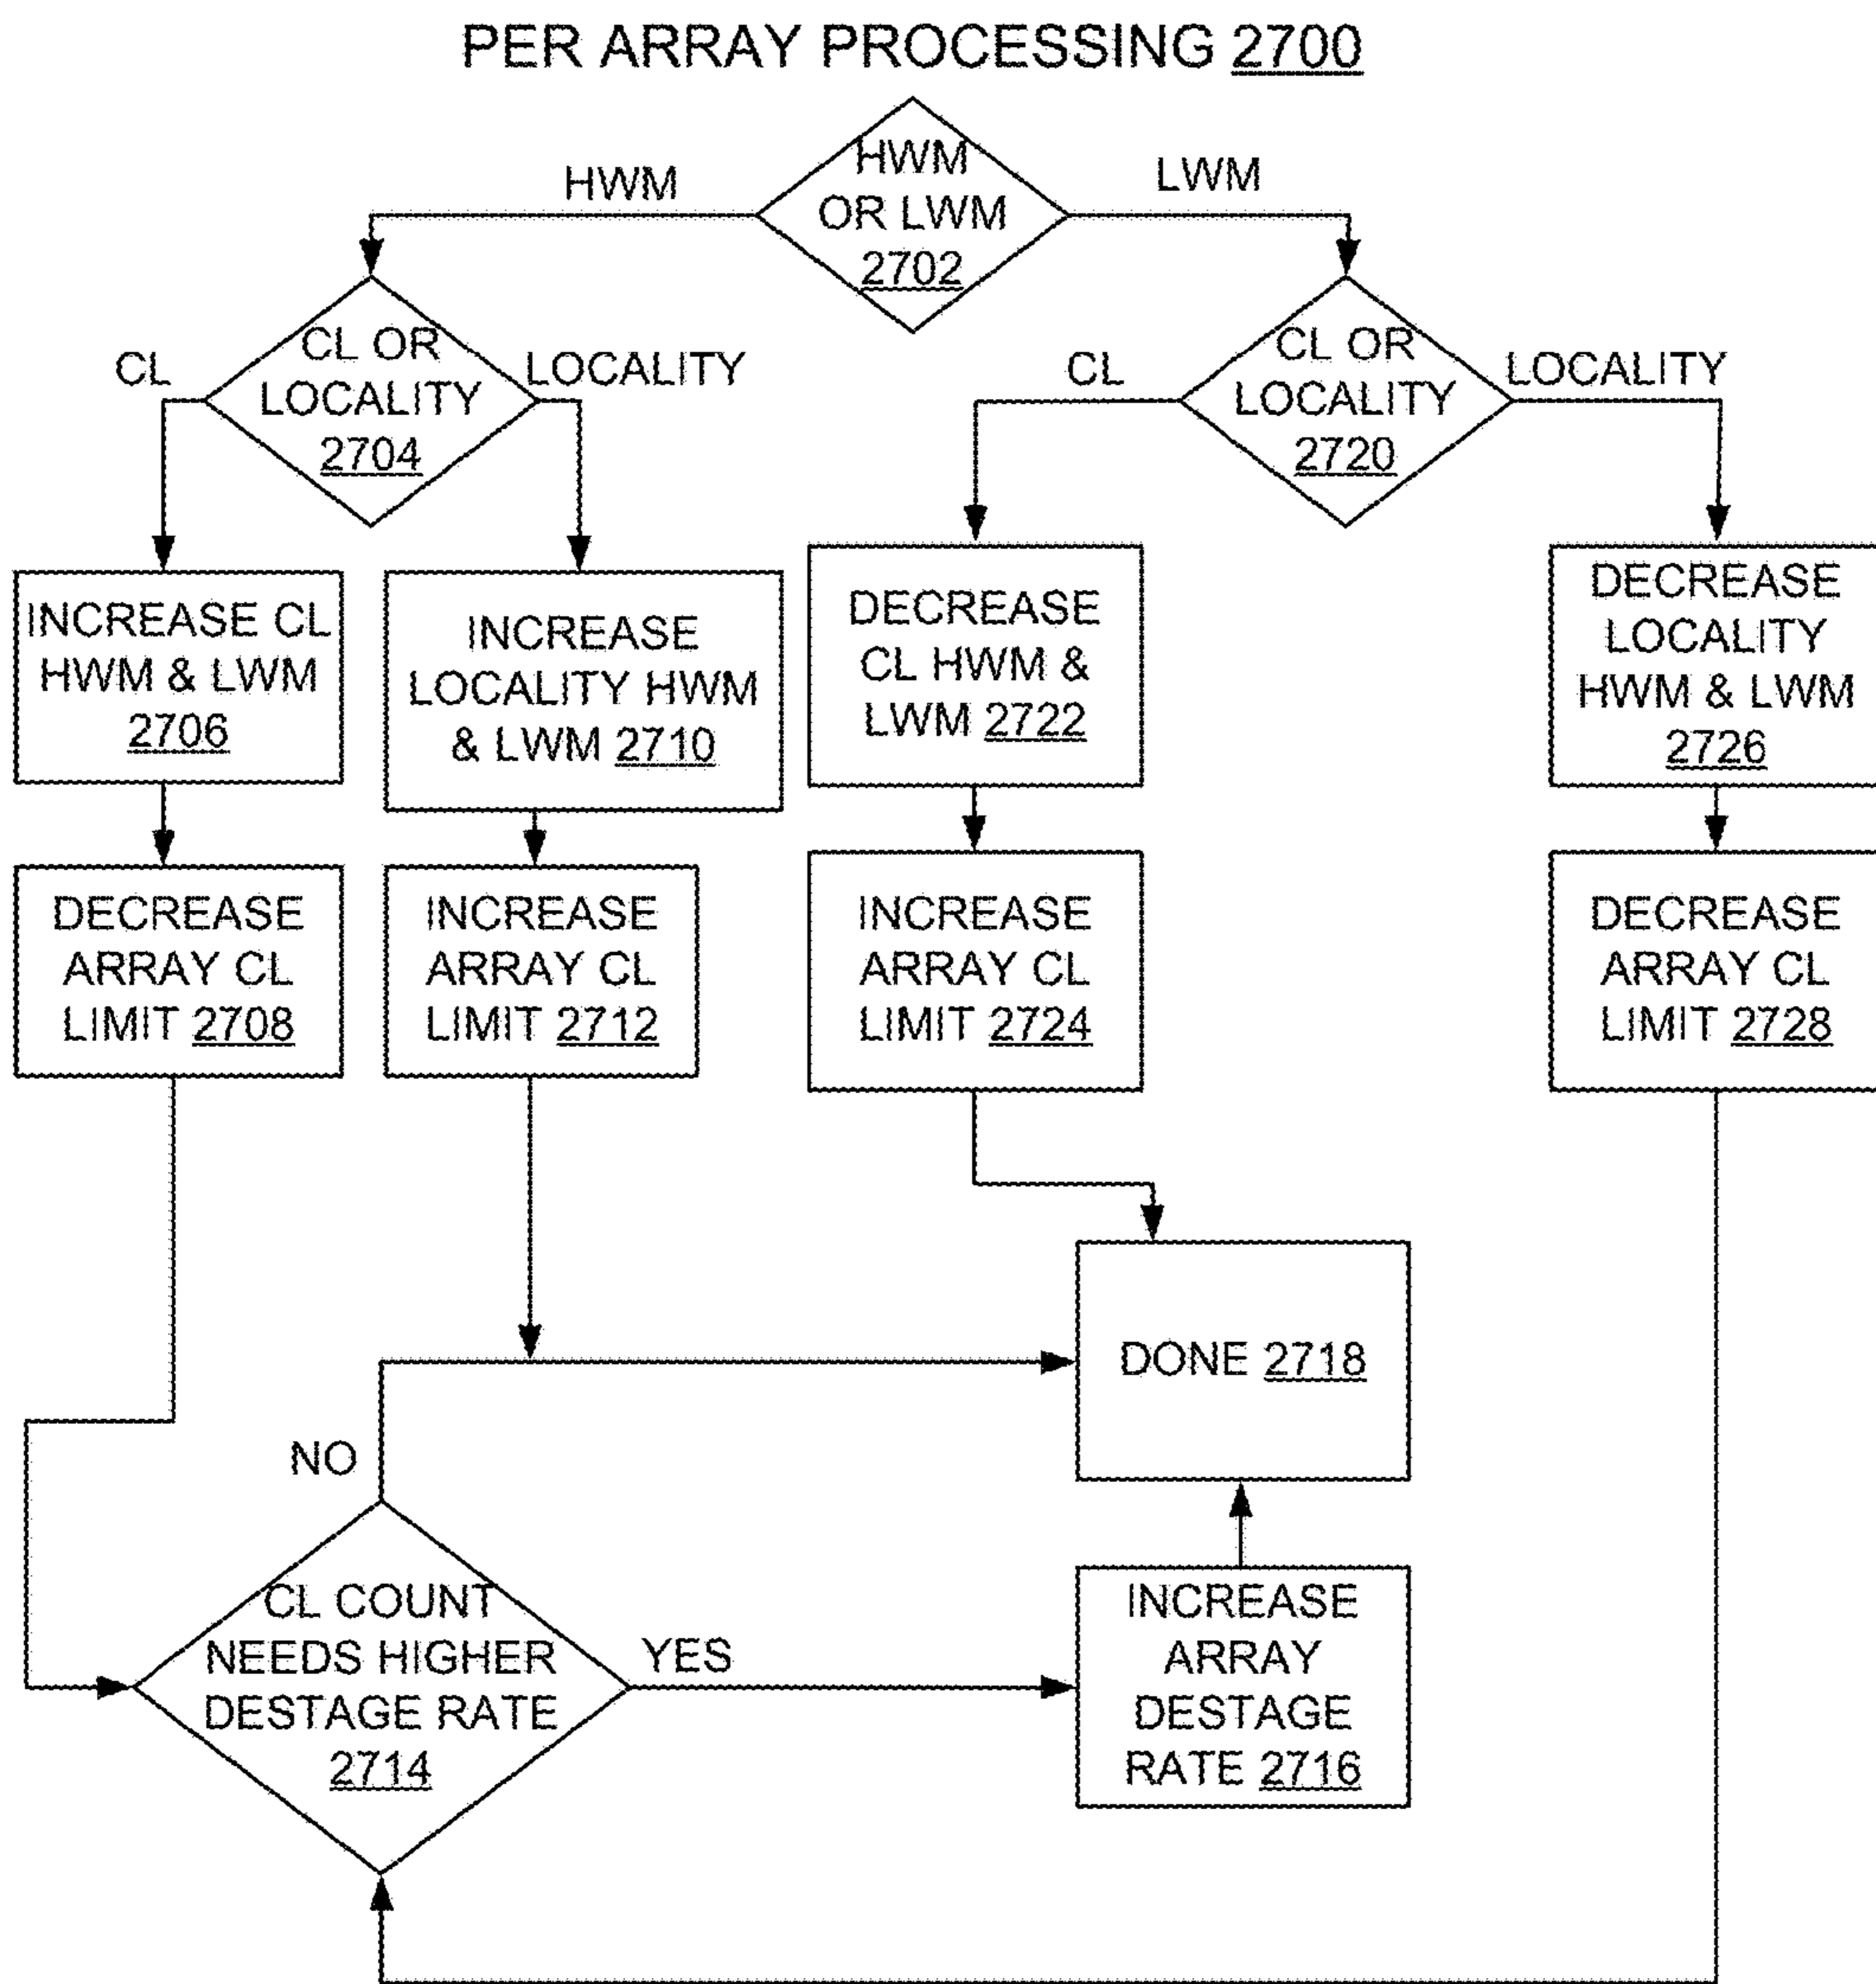 PER ARRAY PROCESSING 2700
HWM
OR LWM
2702
HWM
LWM
CL OR
LOCALITY
2704
CL
LOCALITY
CL OR
LOCALITY
2720
CL
LOCALITY
INCREASE CL
HWM & LWM
2706
INCREASE
LOCALITY HWM
& LWM 2710
DECREASE
CL HWM &
LWM 2722
DECREASE
LOCALITY
HWM & LWM
2726
DECREASE
ARRAY CL
LIMIT 2708
INCREASE
ARRAY CL
LIMIT 2712
INCREASE
ARRAY CL
LIMIT 2724
DECREASE
ARRAY CL
LIMIT 2728
DONE 2718
NO
CL COUNT
NEEDS HIGHER
DESTAGE RATE
2714
YES
INCREASE
ARRAY
DESTAGE
RATE 2716